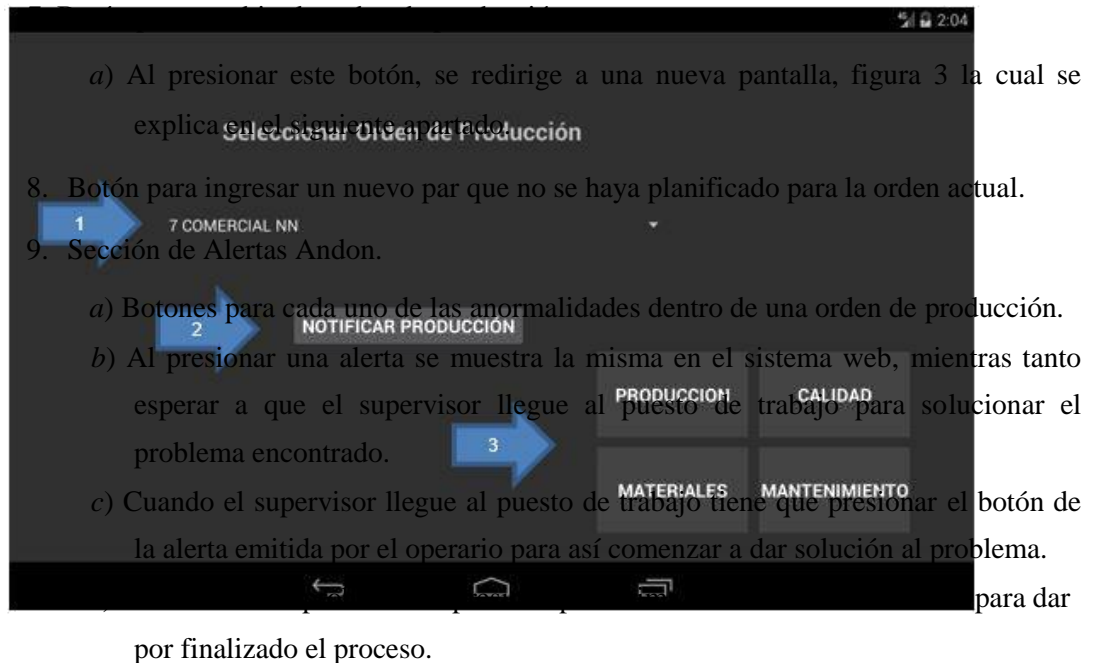 2:04
a) Al presionar este botón, se redirige a una nueva pantalla, figura 3 la cual se
explica en el siguiente apartado.
Seleccionar Orden de Producción
8. Botón para ingresar un nuevo par que no se haya planificado para la orden actual.
1
7 COMERCIAL NN
9. Sección de Alertas Andon.
a) Botones para cada uno de las anormalidades dentro de una orden de producción.
2
NOTIFICAR PRODUCCIÓN
b) Al presionar una alerta se muestra la misma en el sistema web, mientras tanto
PRODUCCION
CALIDAD
esperar a que el supervisor llegue al puesto de trabajo para solucionar el
3
problema encontrado.
MATERIALES
MANTENIMIENTO
c) Cuando el supervisor llegue al puesto de trabajo tiene que presionar el botón de
la alerta emitida por el operario para así comenzar a dar solución al problema.
para dar
por finalizado el proceso.